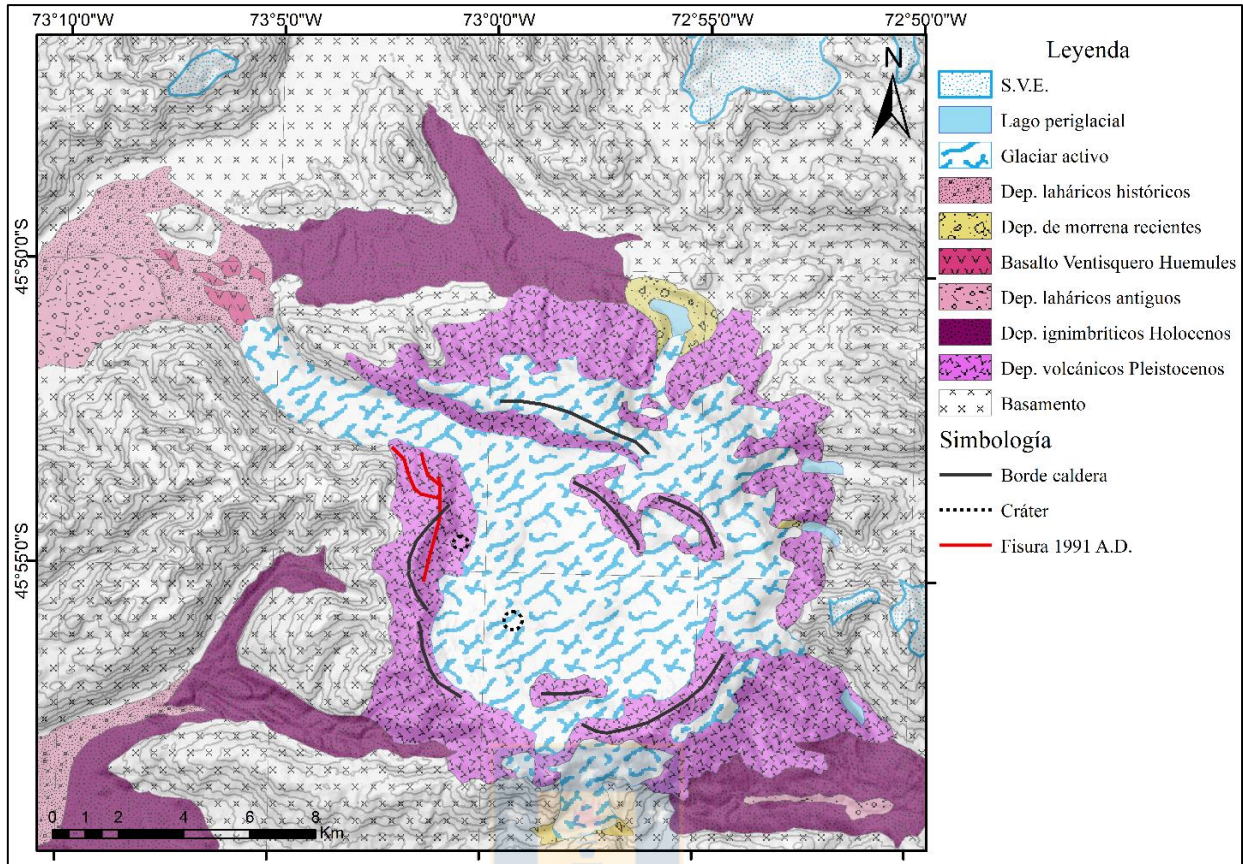 73°10'0"W
73°5'0"W
73°0'0"W
72°55'0"W
72°50'0"W
45°50'0"S
45°55'0"S
N
0 1 2 4 6 8
Km
Leyenda
S.V.E.
Lago periglacial
Glaciar activo
Dep. laháricos históricos
Dep. de morrena recientes
Basalto Ventisquero Huemules
Dep. laháricos antiguos
Dep. ignimbríticos Holocenos
Dep. volcánicos Pleistocenos
Basamento
Simbología
Borde caldera
Cráter
Fisura 1991 A.D.